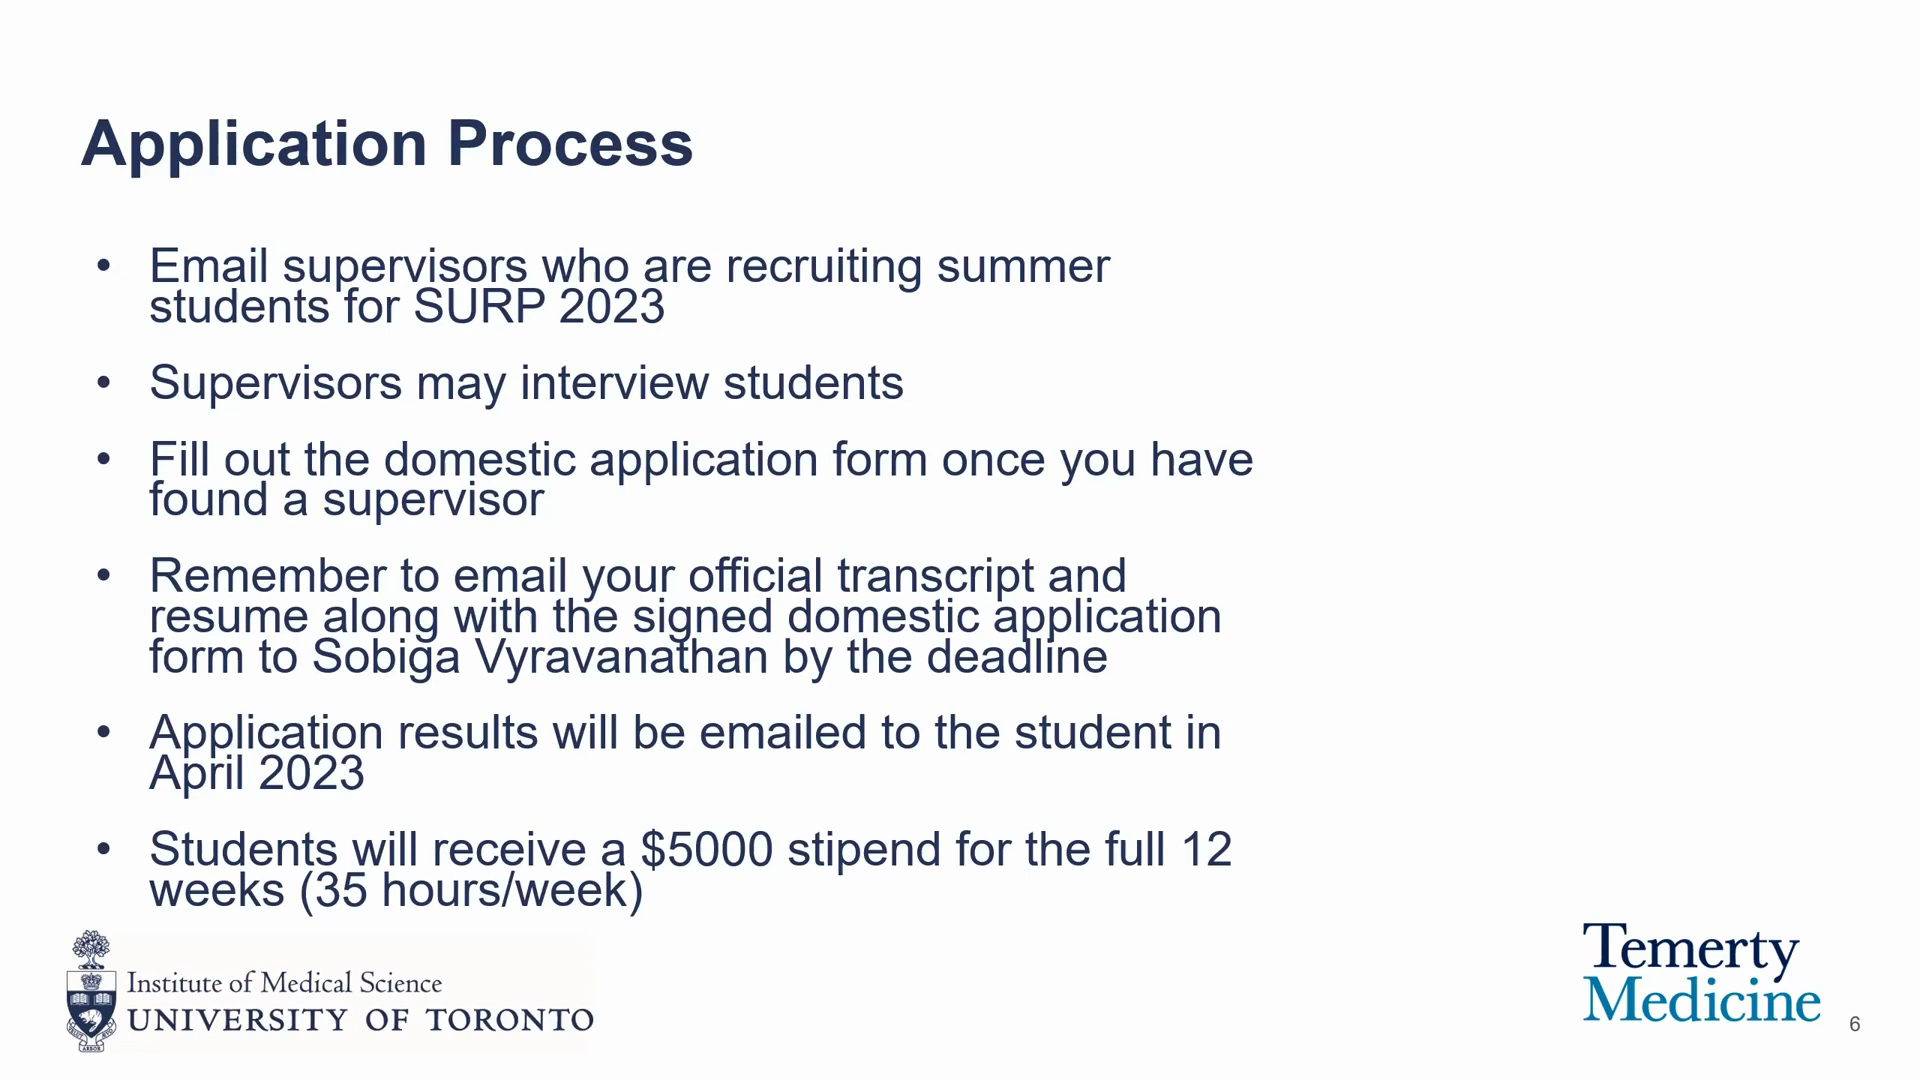 Application Process
• Email supervisors who are recruiting summer
students for SURP 2023
• Supervisors may interview students
• Fill out the domestic application form once you have
found a supervisor
• Remember to email your official transcript and
resume along with the signed domestic application
form to Sobiga Vyravanathan by the deadline
• Application results will be emailed to the student in
April 2023
• Students will receive a $5000 stipend for the full 12
weeks (35 hours/week)
Institute of Medical Science
UNIVERSITY OF TORONTO
Temerty
Medicine
6